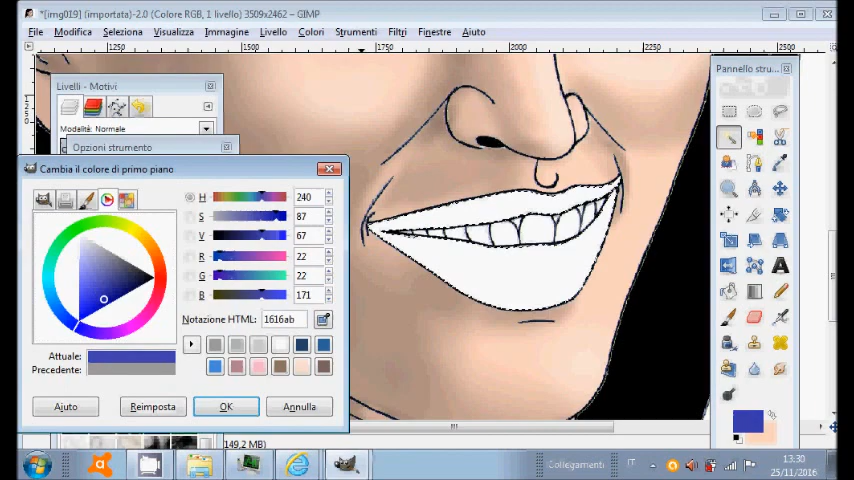 *[img019] (importata)-2.0 (Colore RGB, 1 livello) 3509x2462 – GIMP
File Modifica Seleziona Visualizza Immagine Livello Colori Strumenti Filtri Finestre Aiuto
1250 1500 1750 2000 2250 2500
Livelli - Motivi
Modalità: Normale
Opzioni strumento
Pannello stru...
Cambia il colore di primo piano
H 240
S 87
V 67
R 22
G 22
B 171
Notazione HTML: 1616ab
Attuale:
Precedente:
Aiuto Reimposta OK Annulla
149,2 MB)
Collegamenti IT 13:30
25/11/2016